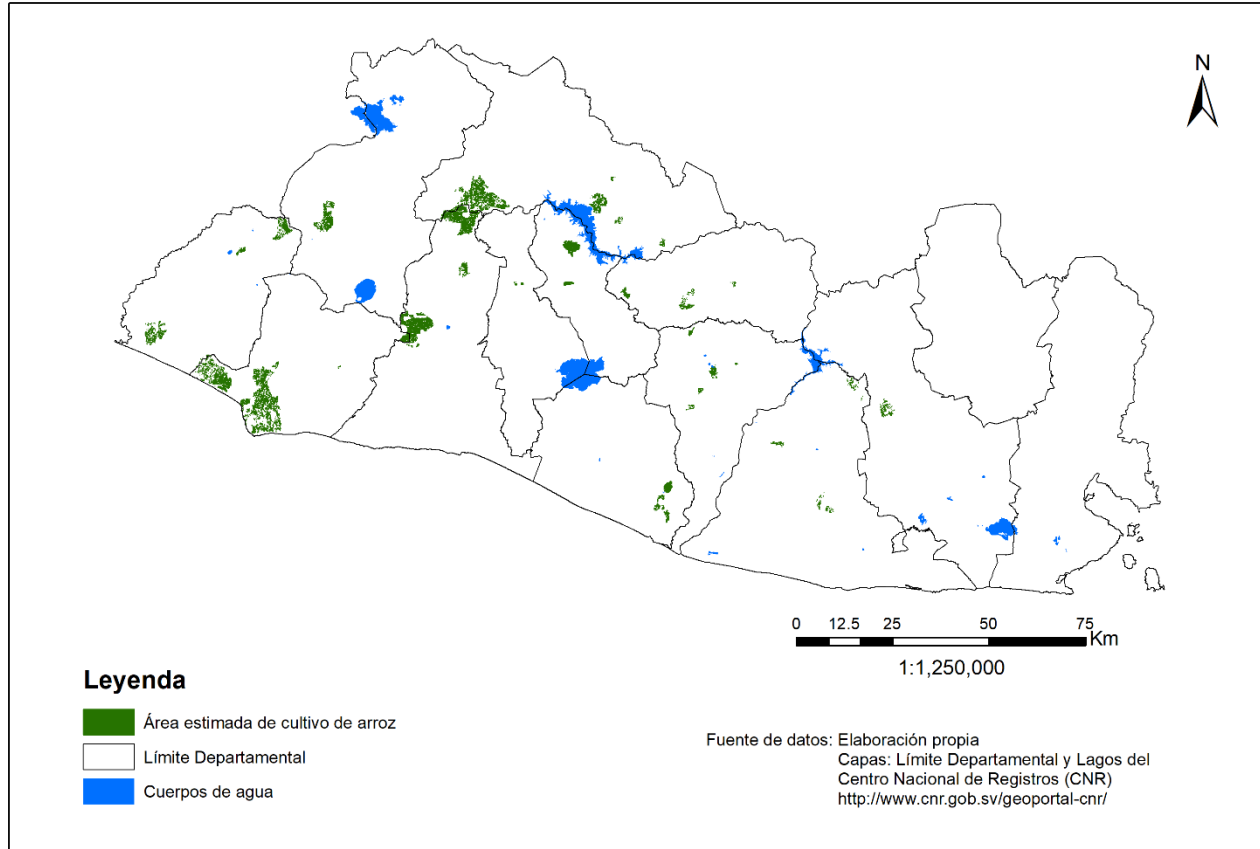 N
0 12.5 25 50 75
Km
1:1,250,000
Leyenda
Área estimada de cultivo de arroz
Límite Departamental
Cuerpos de agua
Fuente de datos: Elaboración propia
Capas: Límite Departamental y Lagos del
Centro Nacional de Registros (CNR)
http://www.cnr.gob.sv/geoportal-cnr/